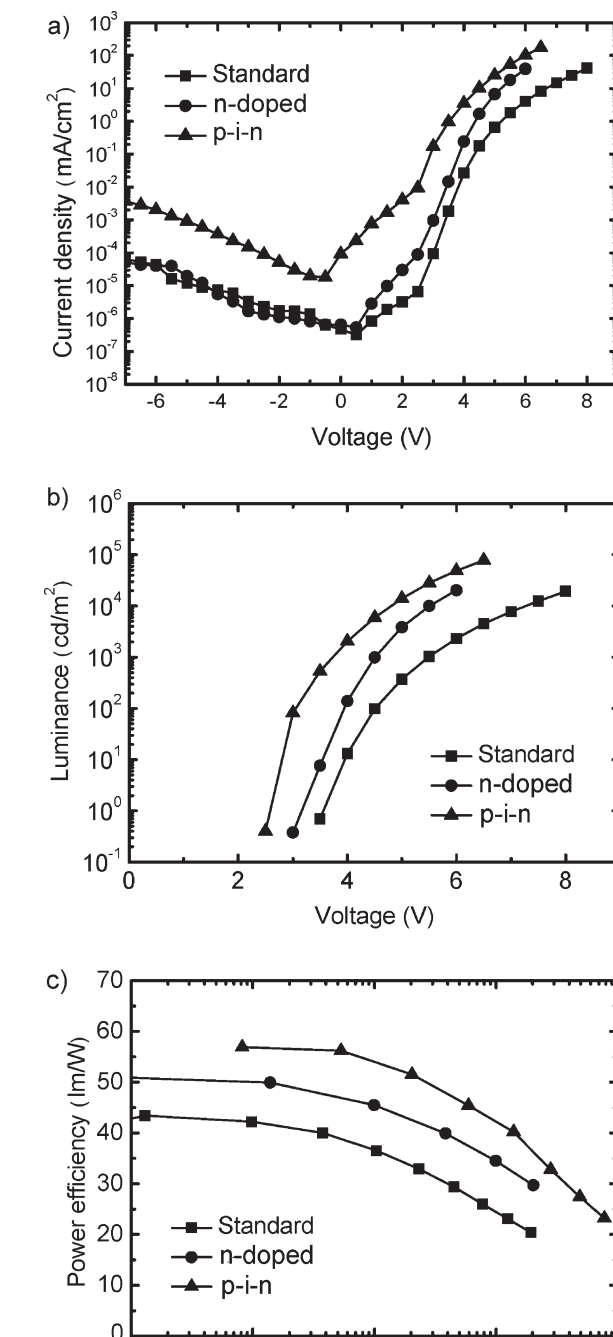 a)
10³
10²
10¹
10⁰
10⁻¹
10⁻²
10⁻³
10⁻⁴
10⁻⁵
10⁻⁶
10⁻⁷
10⁻⁸
Current density (mA/cm²)
Standard
n-doped
p-i-n
-6 -4 -2 0 2 4 6 8
Voltage (V)
b)
10⁶
10⁵
10⁴
10³
10²
10¹
10⁰
10⁻¹
Luminance (cd/m²)
Standard
n-doped
p-i-n
0 2 4 6 8
Voltage (V)
c)
70
60
50
40
30
20
10
0
Power efficiency (lm/W)
Standard
n-doped
p-i-n